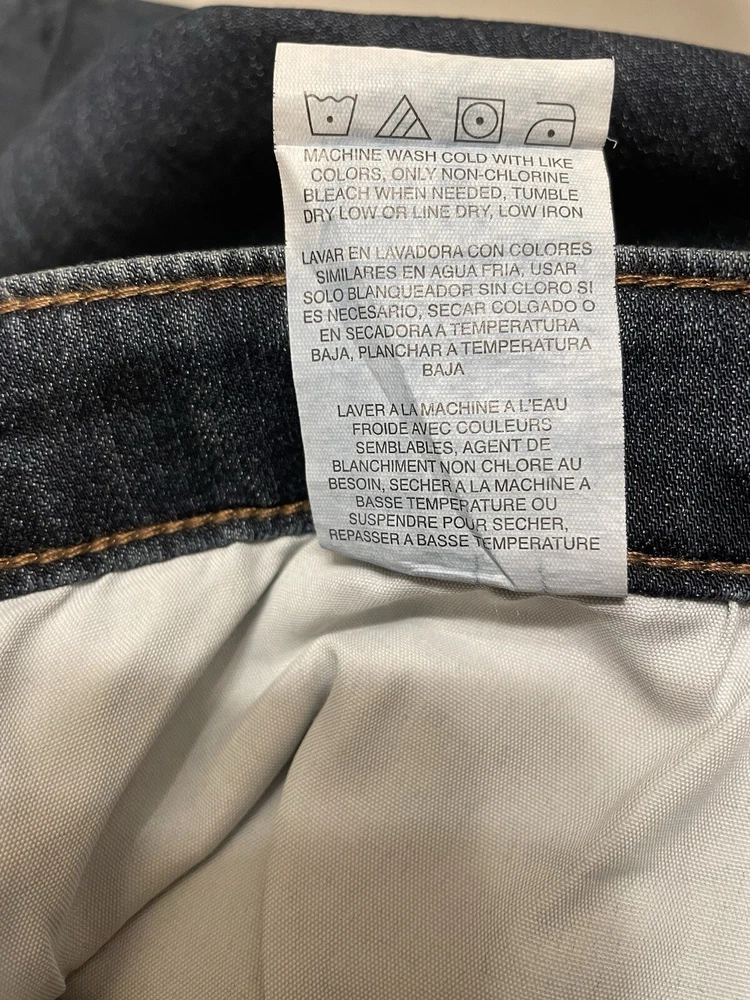 MACHINE WASH COLD WITH LIKE
COLORS, ONLY NON-CHLORINE
BLEACH WHEN NEEDED, TUMBLE
DRY LOW OR LINE DRY, LOW IRON
LAVAR EN LAVADORA CON COLORES
SIMILARES EN AGUA FRIA, USAR
SOLO BLANQUEADOR SIN CLORO SI
ES NECESARIO, SECAR COLGADO O
EN SECADORA A TEMPERATURA
BAJA, PLANCHAR A TEMPERATURA
BAJA
LAVER A LA MACHINE A L'EAU
FROIDE AVEC COULEURS
SEMBLABLES, AGENT DE
BLANCHIMENT NON CHLORE AU
BESOIN, SECHER A LA MACHINE A
BASSE TEMPERATURE OU
SUSPENDRE POUR SECHER,
REPASSER A BASSE TEMPERATURE